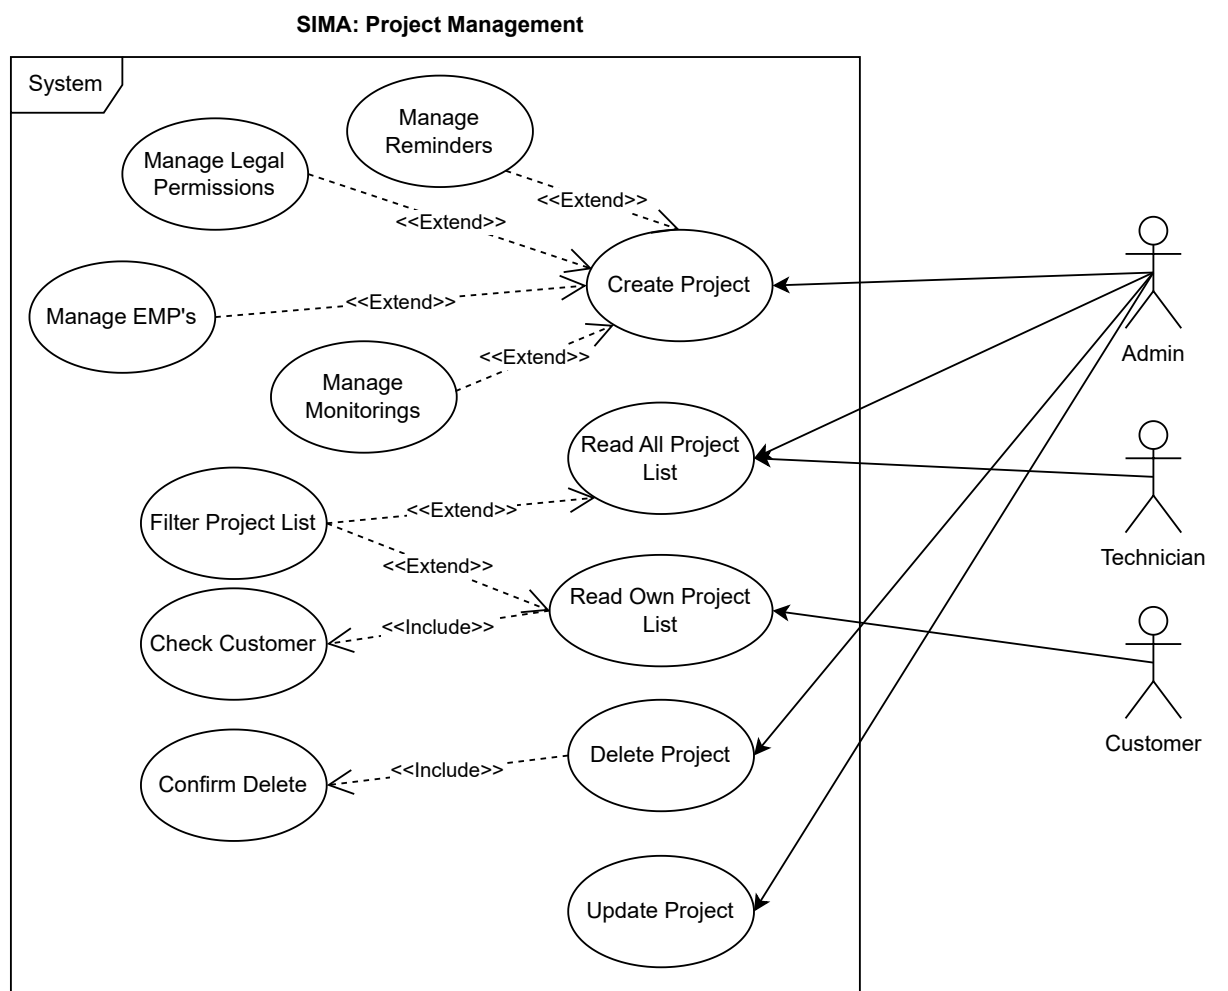 SIMA: Project Management
System
Manage
Reminders
Manage Legal
Permissions
<<Extend>>
<<Extend>>
Create Project
Manage EMP's
<<Extend>>
<<Extend>>
Manage
Monitorings
Admin
Read All Project
List
Filter Project List
<<Extend>>
<<Extend>>
Technician
Read Own Project
List
<<Include>>
Check Customer
Customer
Delete Project
<<Include>>
Confirm Delete
Update Project